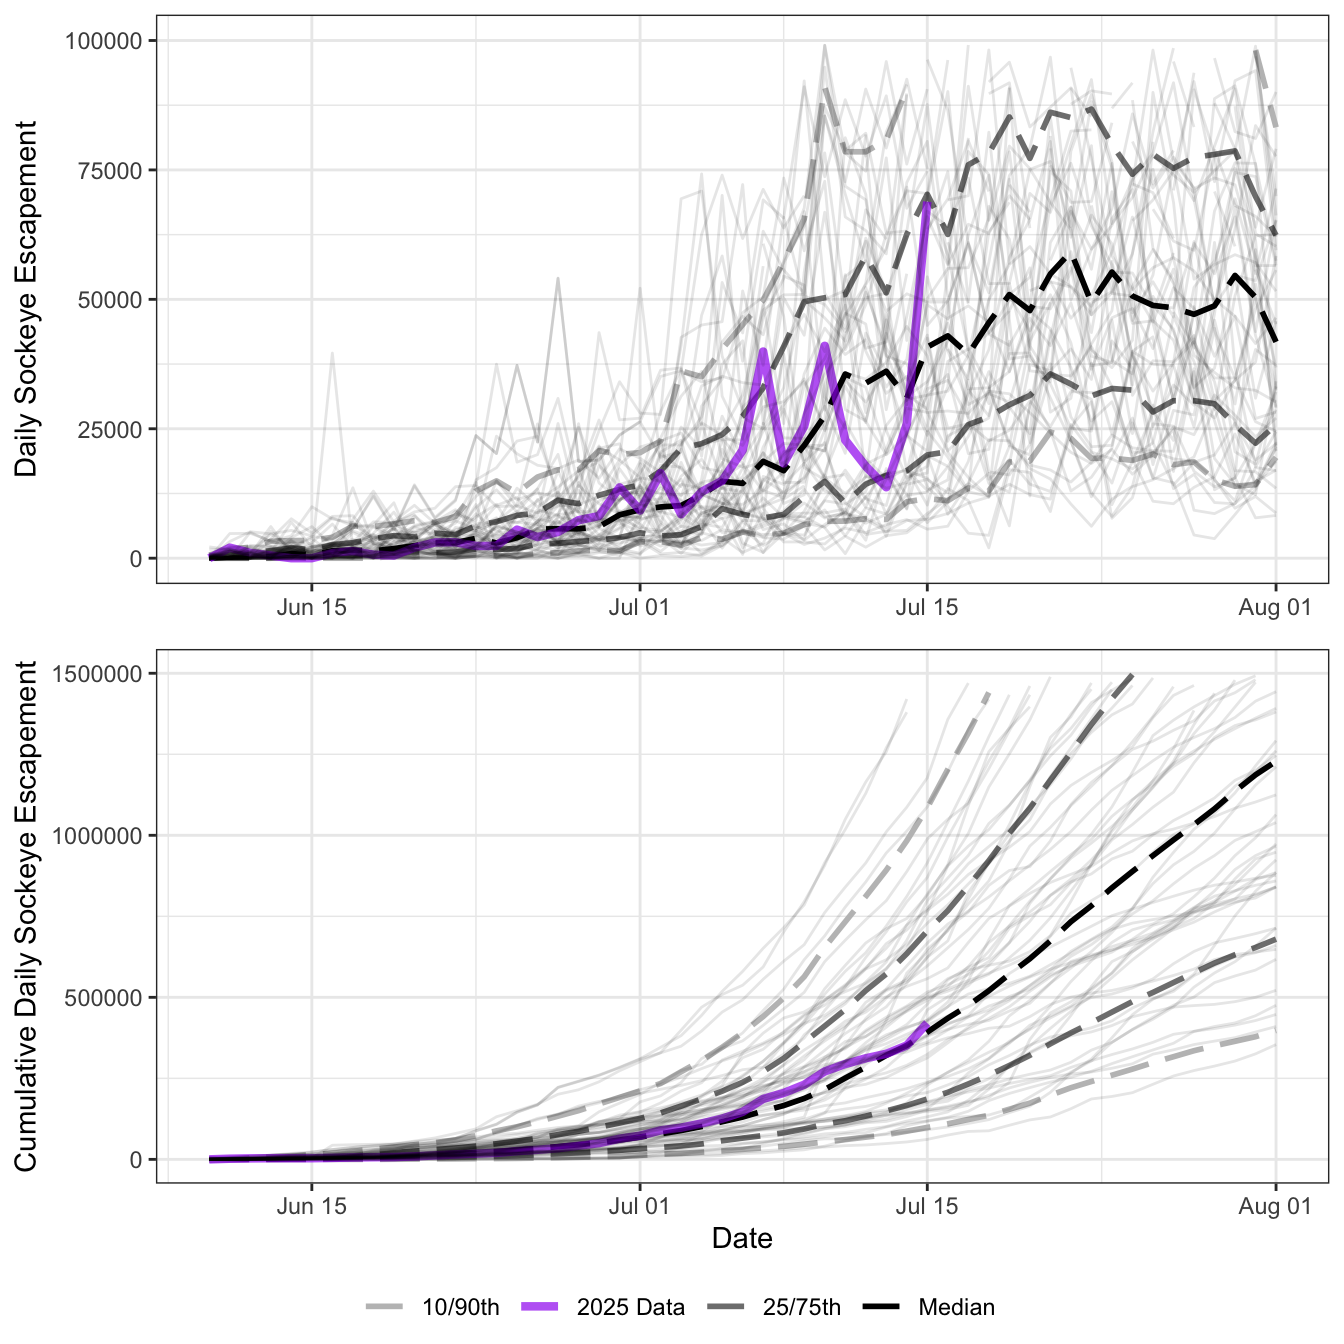 Daily Sockeye Escapement
100000
75000
50000
25000
0
Jun 15
Jul 01
Jul 15
Aug 01
Cumulative Daily Sockeye Escapement
1500000
1000000
500000
0
Jun 15
Jul 01
Jul 15
Aug 01
Date
10/90th
2025 Data
25/75th
Median